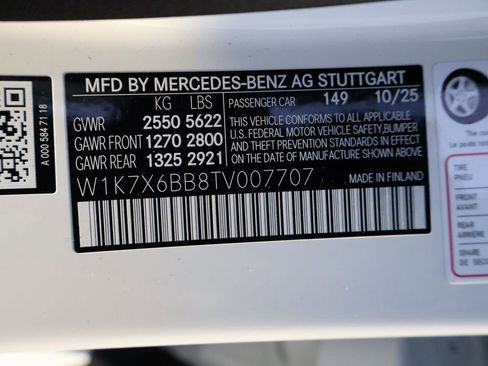 MFD BY MERCEDES-BENZ AG STUTTGART
KG LBS PASSENGER CAR 149 10/25
GWR 2550 5622
GAWR FRONT 1270 2800
GAWR REAR 1325 2921
THIS VEHICLE CONFORMS TO ALL APPLICABLE
U.S. FEDERAL MOTOR VEHICLE SAFETY,BUMPER
AND THEFT PREVENTION STANDARDS IN EFFECT
ON THE DATE OF MANUFACTURE SHOWN ABOVE.
W1K7X6BB8TV007707
MADE IN FINLAND
A 000 584 71 18
TIRE
PNEU
FRONT
AVANT
REAR
ARRIÈRE
SPARE
DE SECO